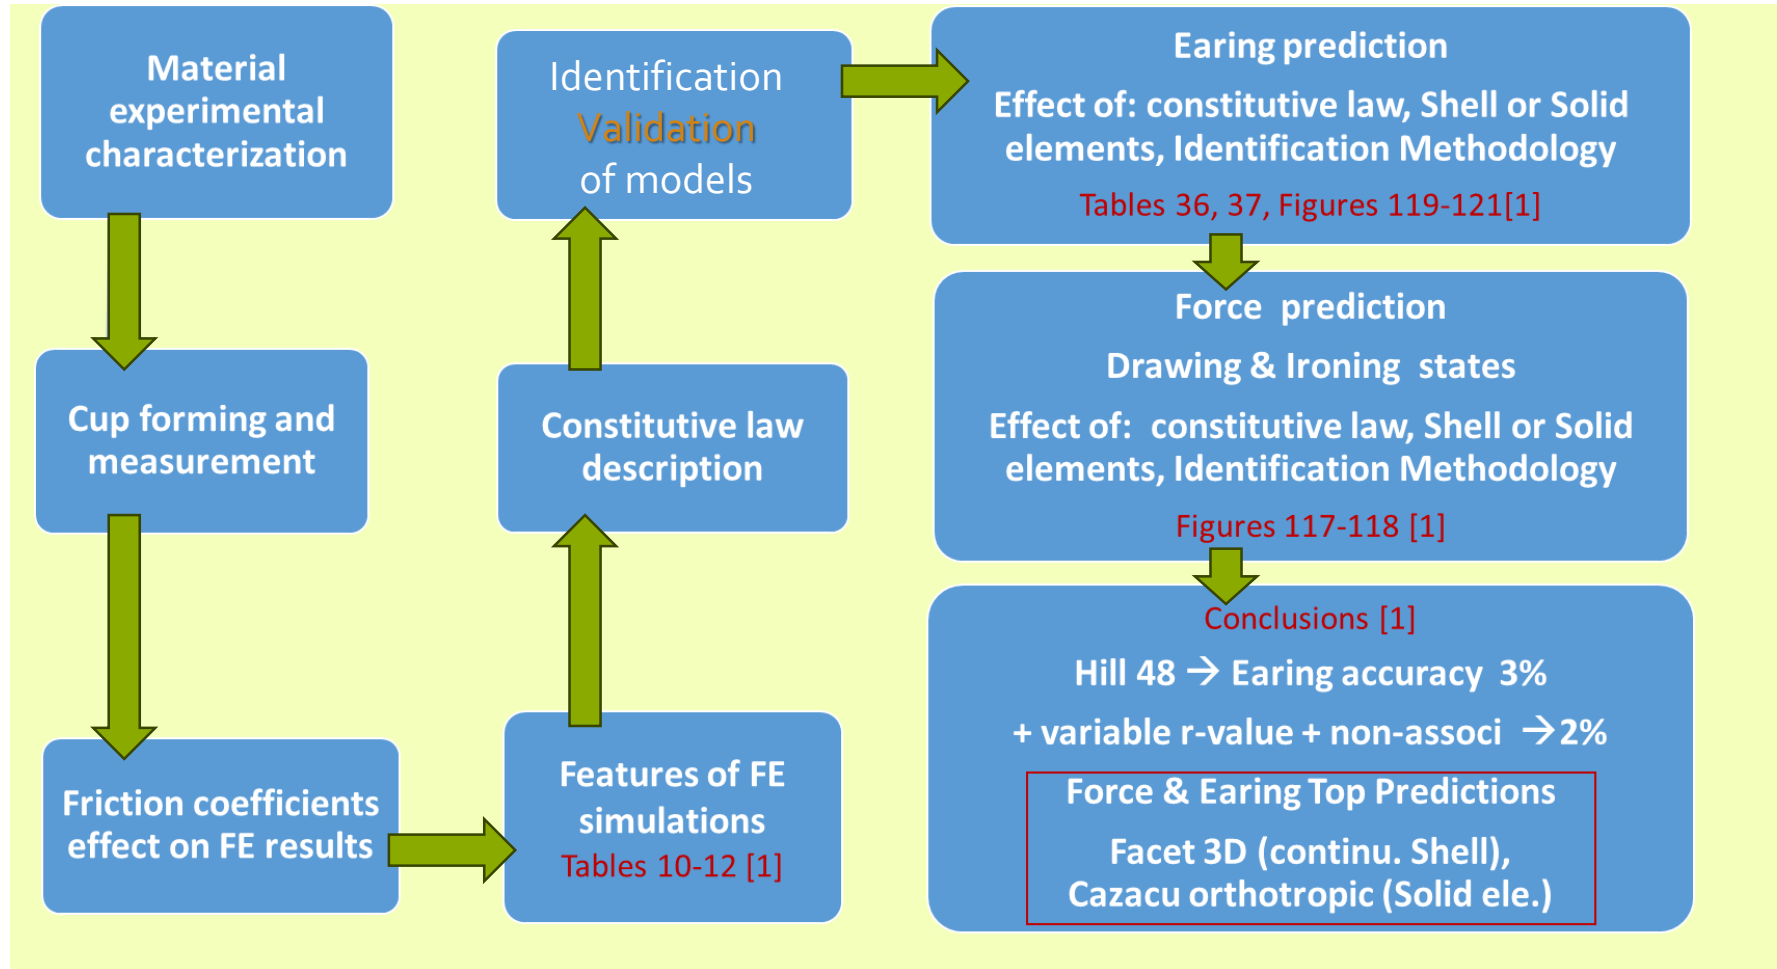 Material
experimental
characterization
Cup forming and
measurement
Friction coefficients
effect on FE results
Features of FE
simulations
Tables 10-12 [1]
Constitutive law
description
Identification
Validation
of models
Earing prediction
Effect of: constitutive law, Shell or Solid
elements, Identification Methodology
Tables 36, 37, Figures 119-121[1]
Force prediction
Drawing & Ironing states
Effect of: constitutive law, Shell or Solid
elements, Identification Methodology
Figures 117-118 [1]
Conclusions [1]
Hill 48 → Earing accuracy 3%
+ variable r-value + non-associ →2%
Force & Earing Top Predictions
Facet 3D (continu. Shell),
Cazacu orthotropic (Solid ele.)